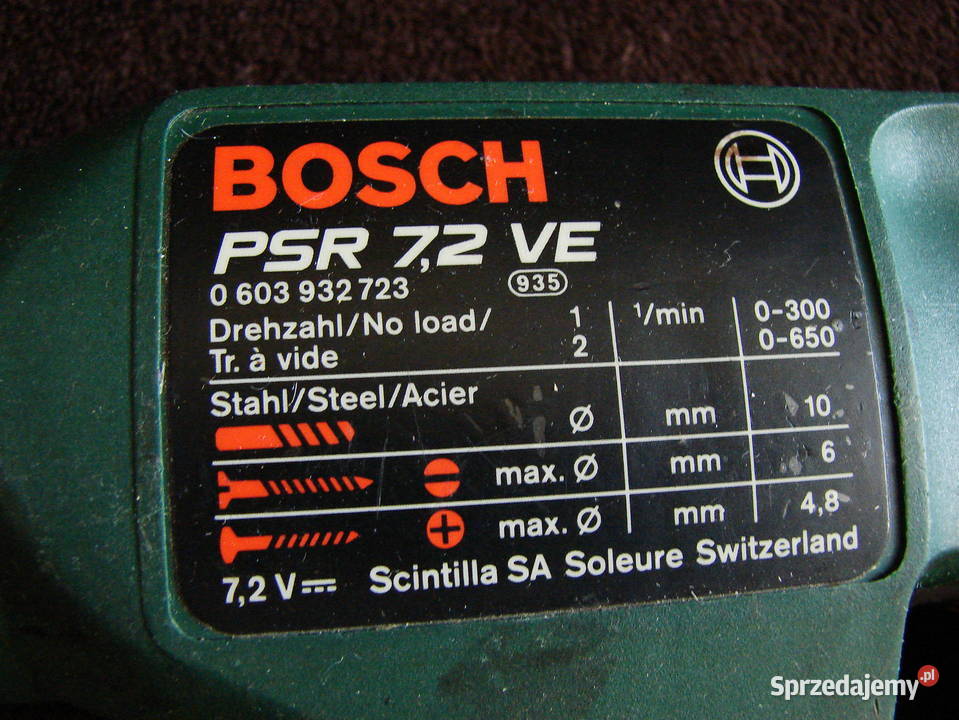 BOSCH
PSR 7,2 VE
0 603 932 723 935
Drehzahl/No load/ 1 1/min 0-300
Tr. à vide 2 0-650
Stahl/Steel/Acier
Ø mm 10
max. Ø mm 6
max. Ø mm 4,8
7,2 V⎓ Scintilla SA Soleure Switzerland
Sprzedajemy.pl